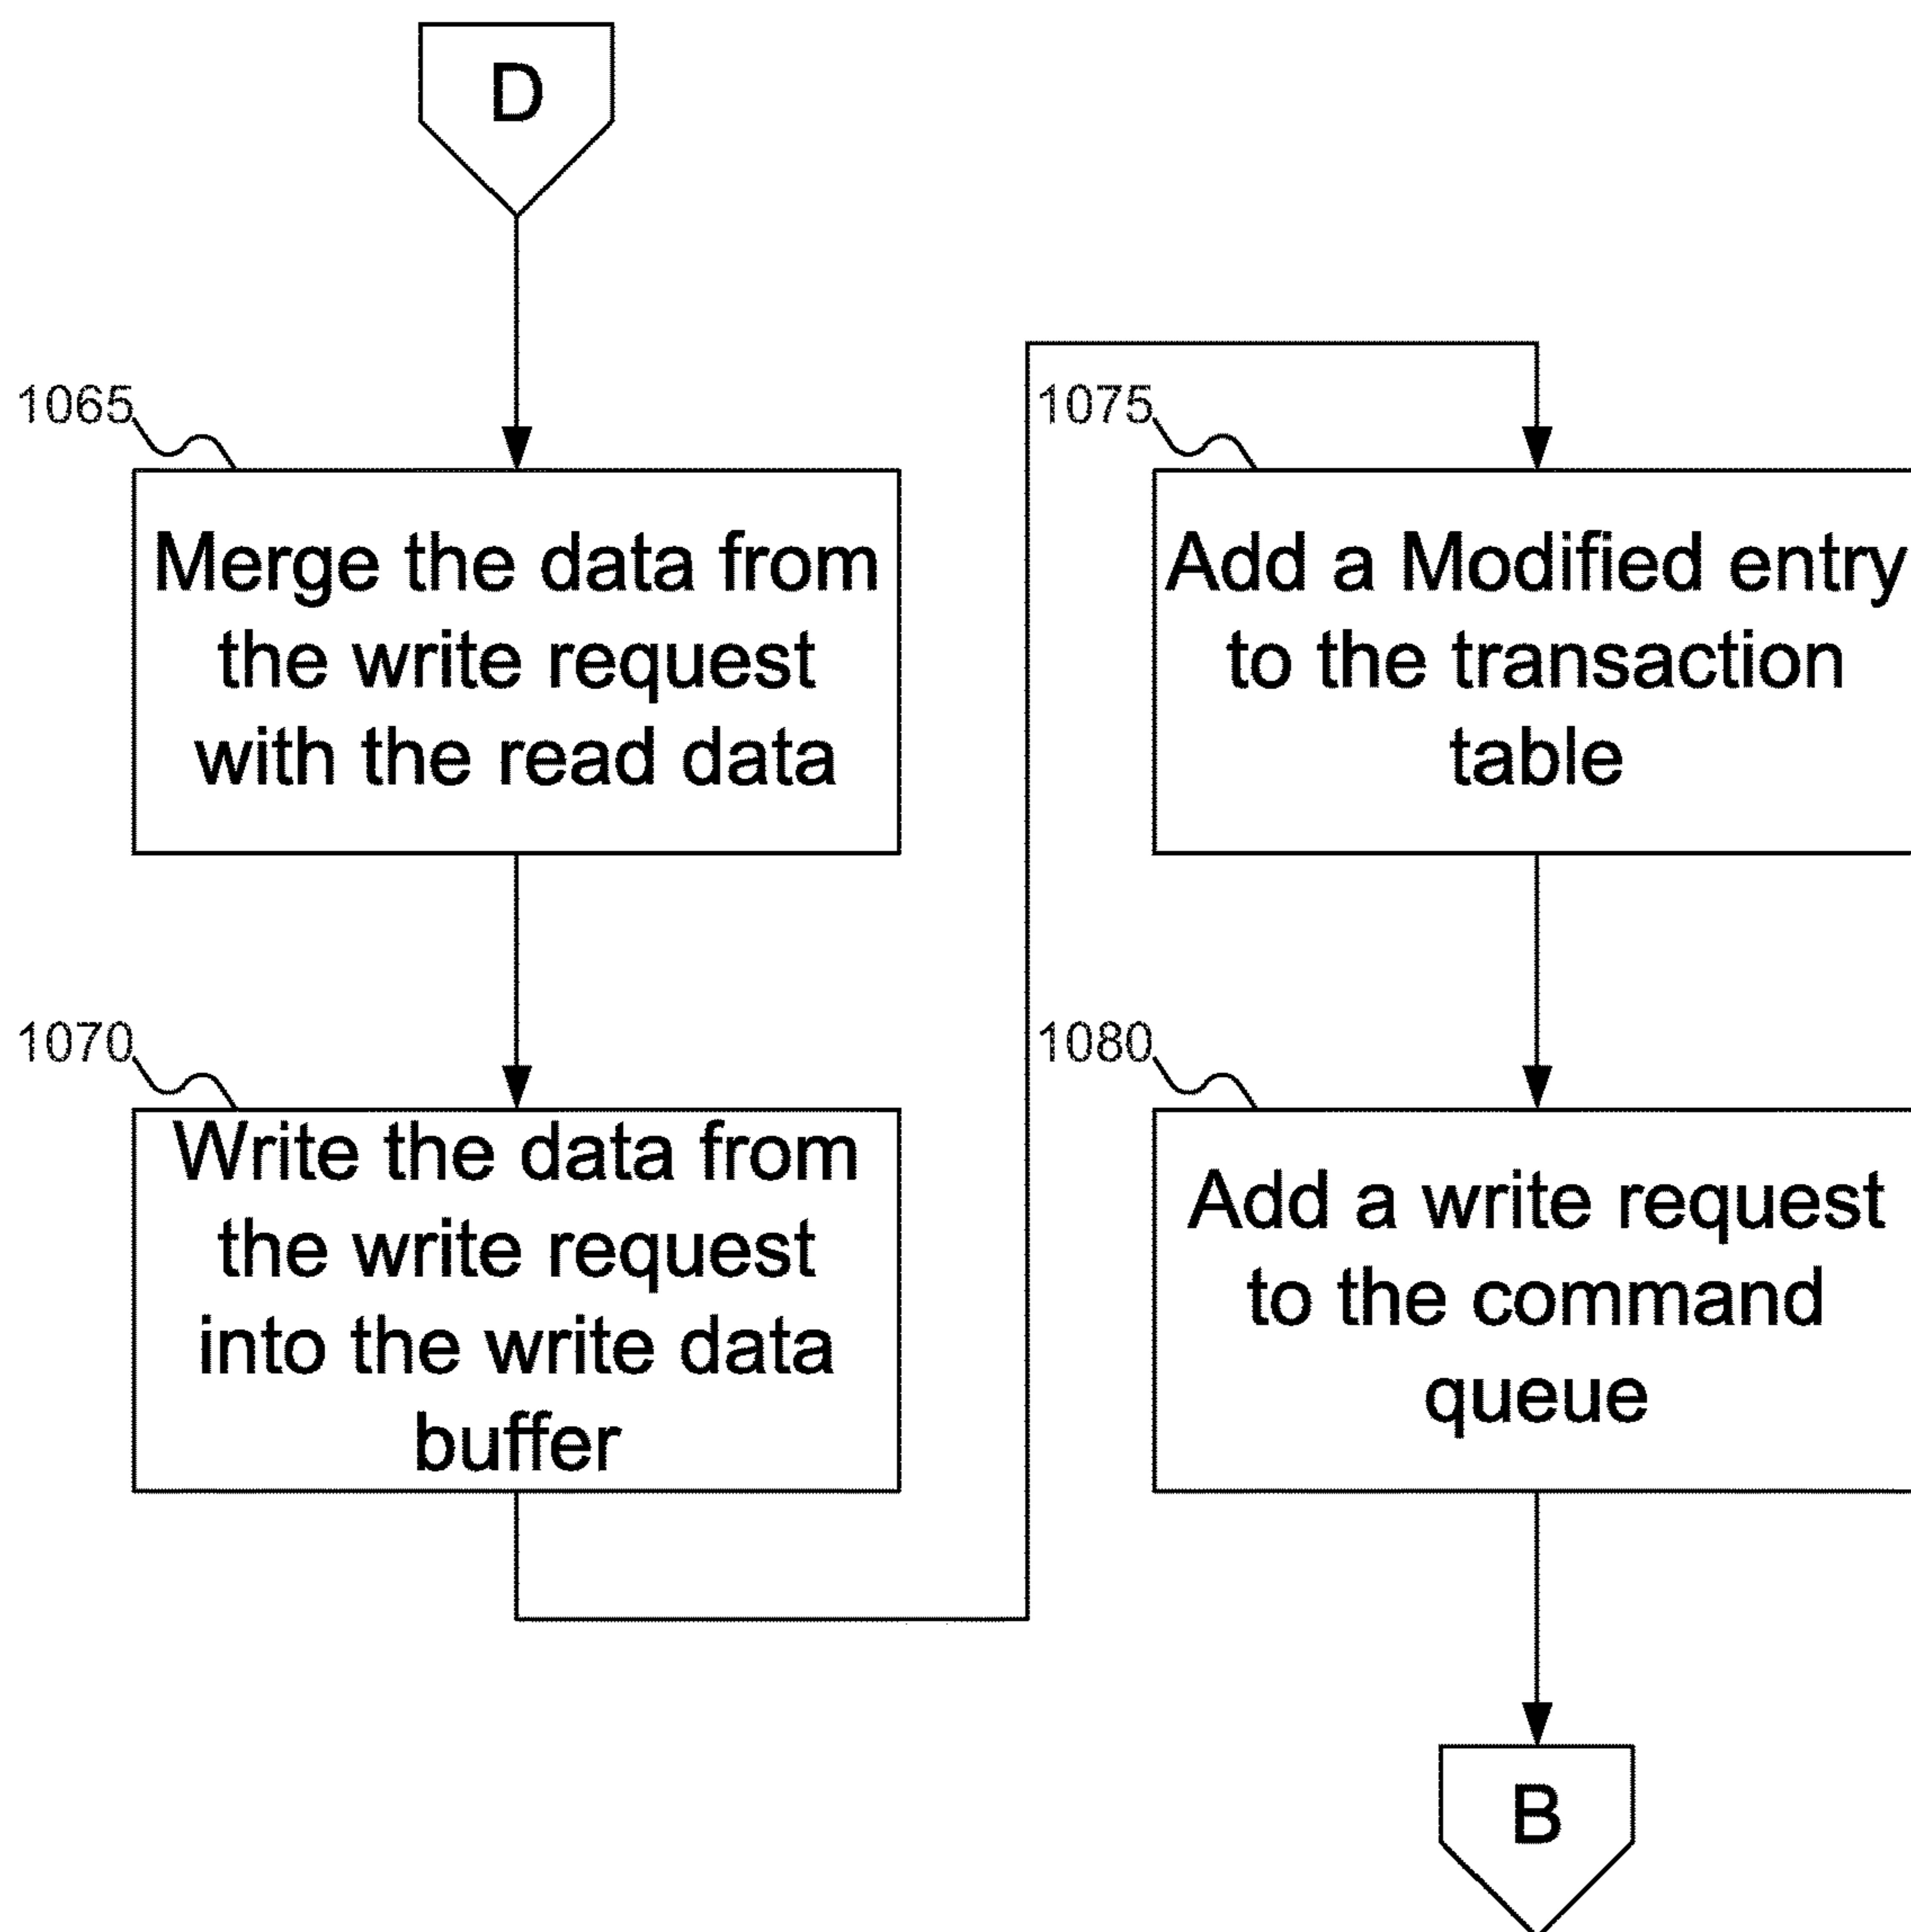 D
1065
Merge the data from
the write request
with the read data
1070
Write the data from
the write request
into the write data
buffer
1075
Add a Modified entry
to the transaction
table
1080
Add a write request
to the command
queue
B